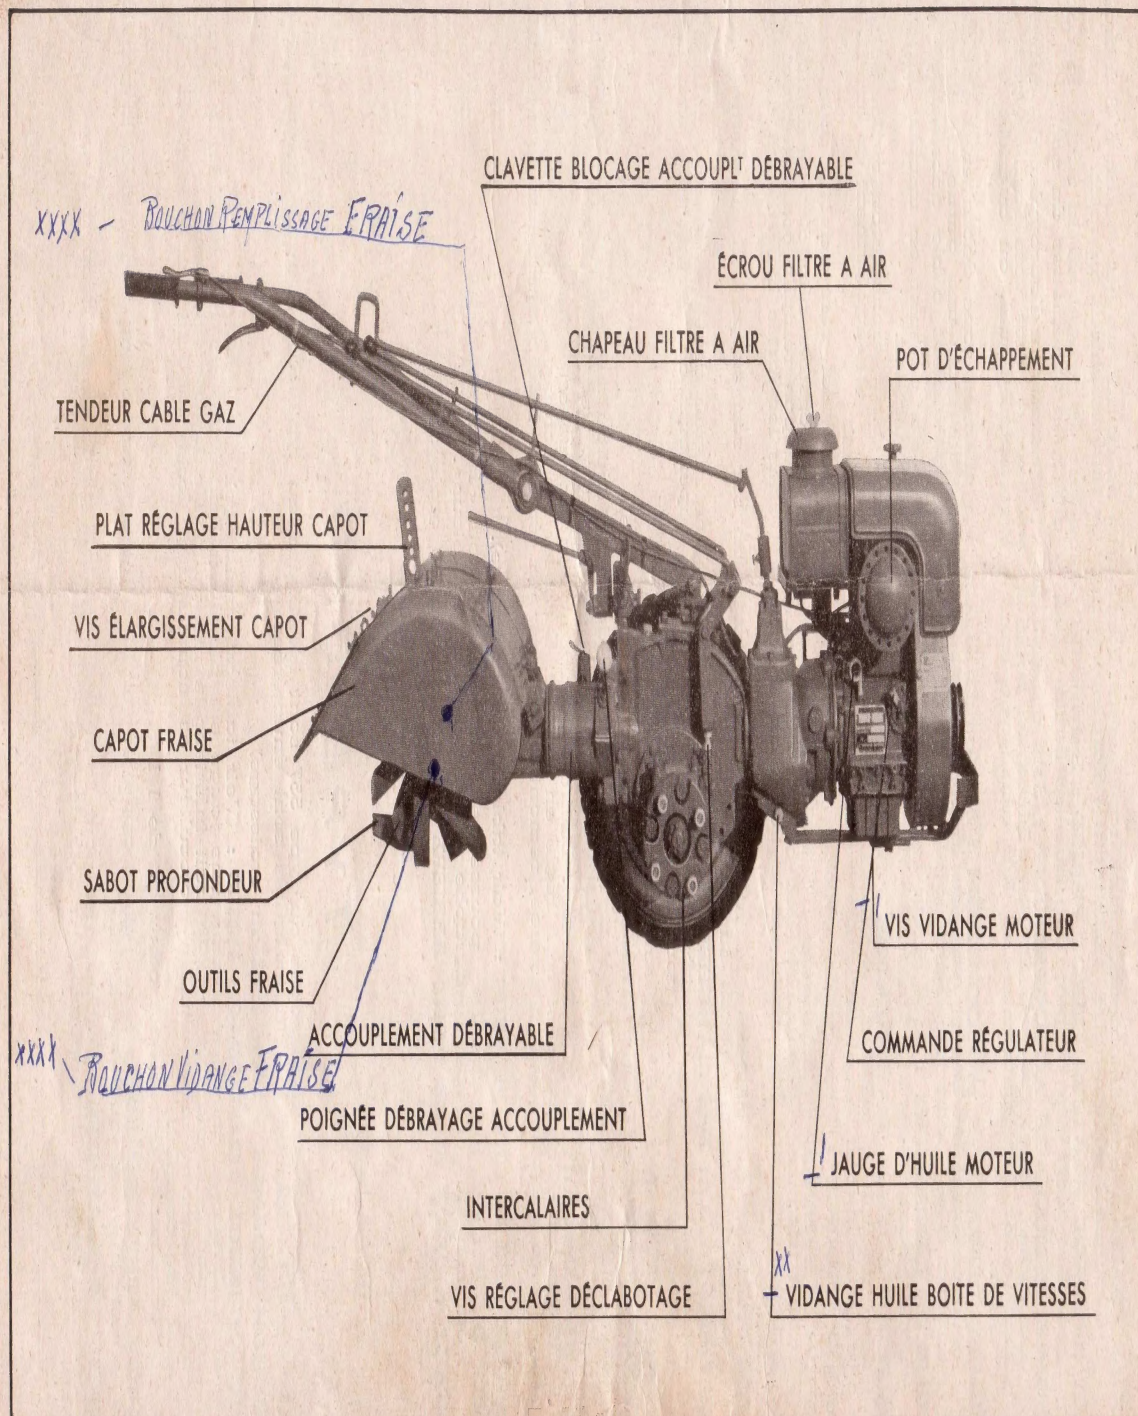 CLAVETTE BLOCAGE ACCOUPLᵀ DÉBRAYABLE
xxxx - BOUCHON REMPLISSAGE FRAISE
ÉCROU FILTRE A AIR
CHAPEAU FILTRE A AIR
POT D'ÉCHAPPEMENT
TENDEUR CABLE GAZ
PLAT RÉGLAGE HAUTEUR CAPOT
VIS ÉLARGISSEMENT CAPOT
CAPOT FRAISE
SABOT PROFONDEUR
VIS VIDANGE MOTEUR
OUTILS FRAISE
ACCOUPLEMENT DÉBRAYABLE
COMMANDE RÉGULATEUR
xxxx \ BOUCHON VIDANGE FRAISE
POIGNÉE DÉBRAYAGE ACCOUPLEMENT
JAUGE D'HUILE MOTEUR
INTERCALAIRES
xx
VIS RÉGLAGE DÉCLABOTAGE
VIDANGE HUILE BOITE DE VITESSES